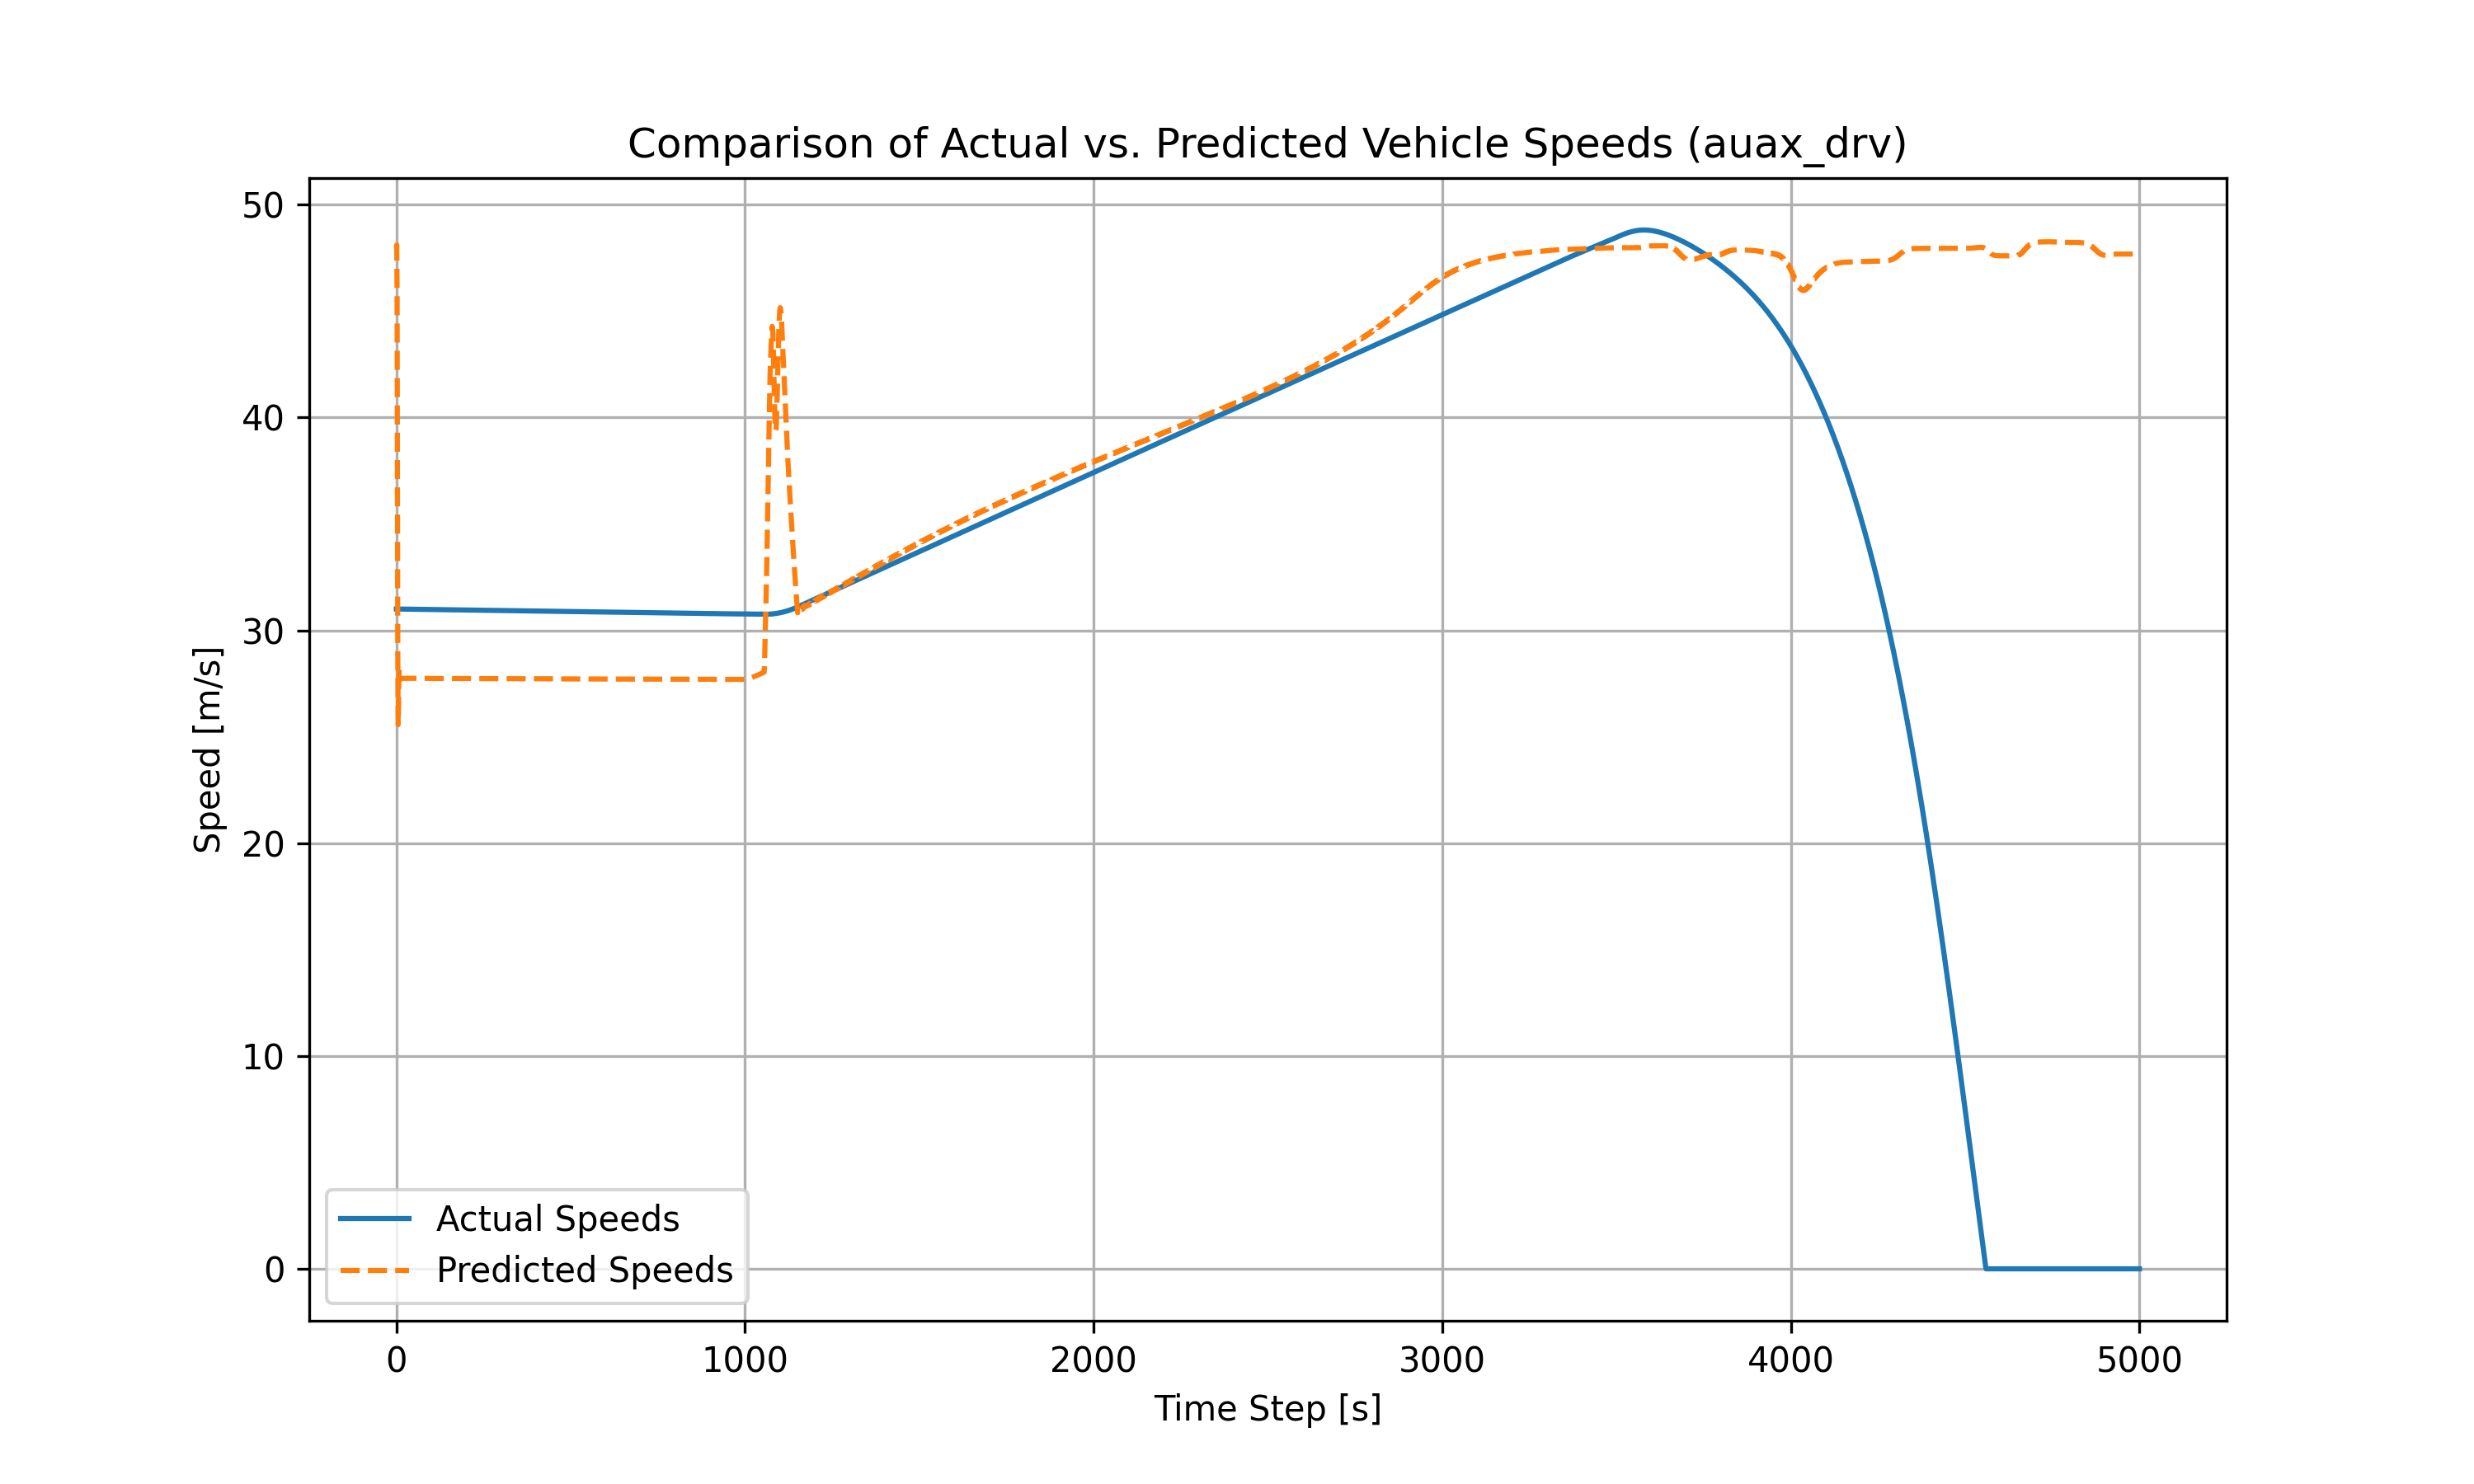 Comparison of Actual vs. Predicted Vehicle Speeds (auax_drv)
Speed [m/s]
50
40
30
20
10
0
Actual Speeds
Predicted Speeds
0 1000 2000 3000 4000 5000
Time Step [s]